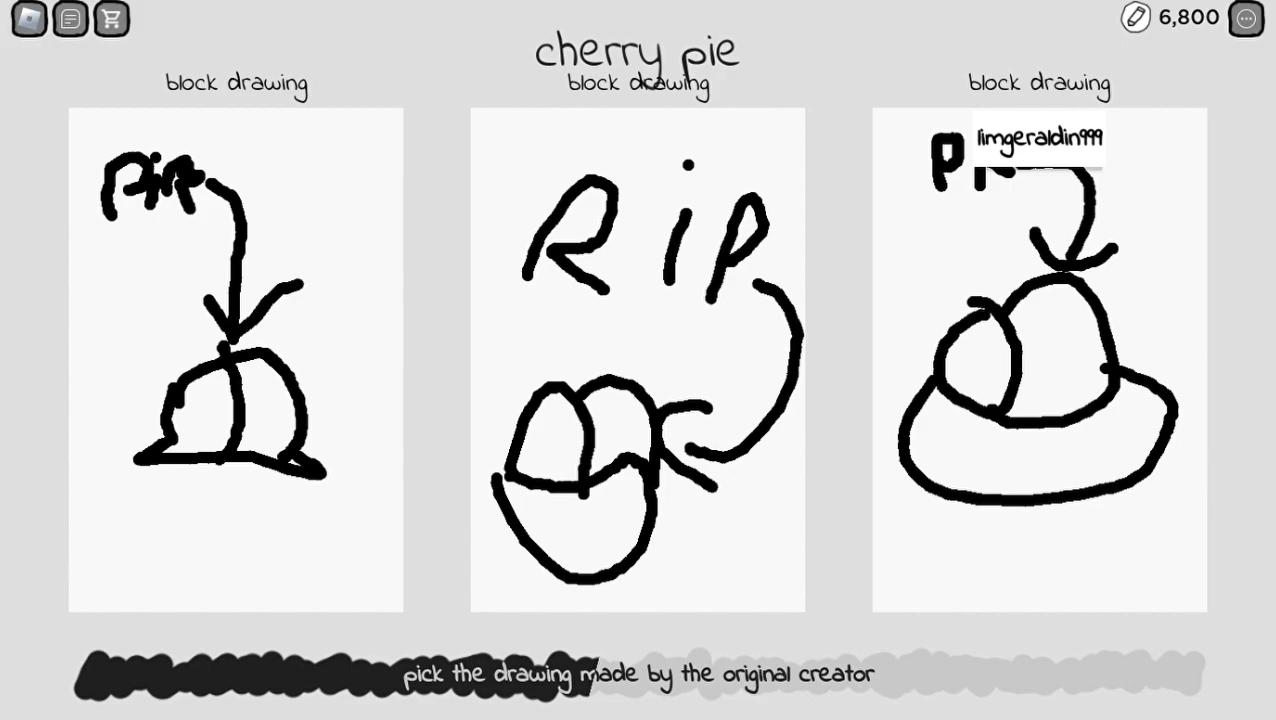 6,800
cherry pie
block drawing block drawing block drawing
limgeraldin999
RiP
pick the drawing made by the original creator